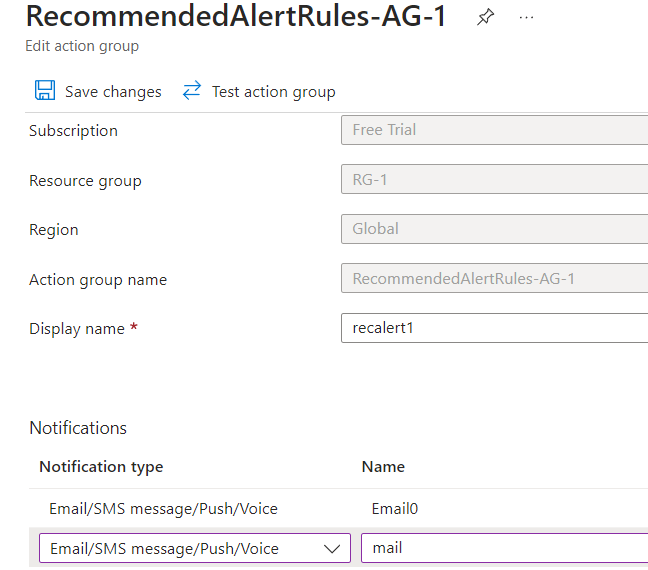 RecommendedAlertRules-AG-1 ...
Edit action group
Save changes Test action group
Subscription Free Trial
Resource group RG-1
Region Global
Action group name RecommendedAlertRules-AG-1
Display name * recalert1
Notifications
Notification type Name
Email/SMS message/Push/Voice Email0
Email/SMS message/Push/Voice mail